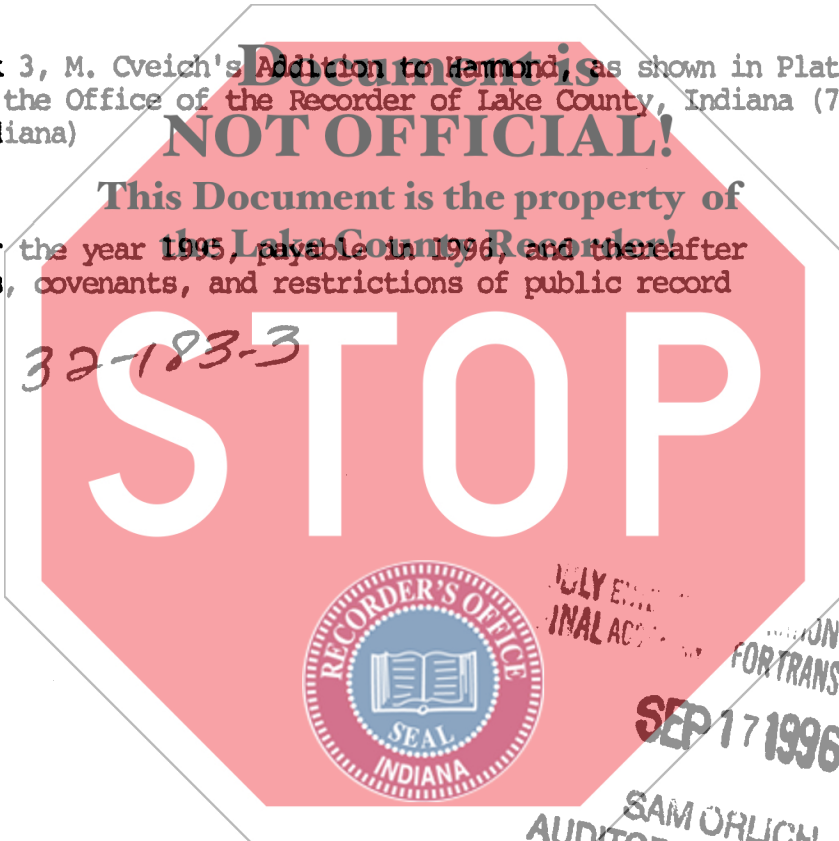 3, M. Cveich's Addition to Hammond, as shown in Plat
the Office of the Recorder of Lake County, Indiana (7
diana)
Document is
NOT OFFICIAL!
This Document is the property of
the Lake County Recorder!
the year 1995, payable in 1996, and thereafter
s, covenants, and restrictions of public record
32-183-3
STOP
RECORDER'S OFFICE
SEAL
INDIANA
FOR TRANS
SEP 17 1996
SAM ORLICH